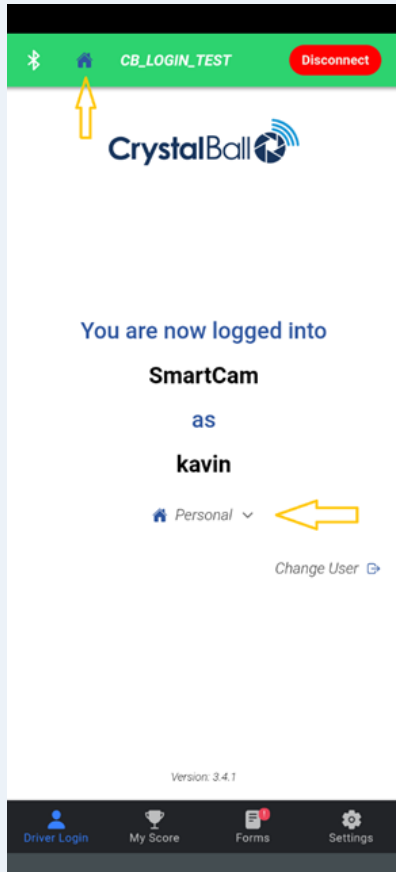 CB_LOGIN_TEST
Disconnect
CrystalBall
You are now logged into
SmartCam
as
kavin
Personal
Change User
Version: 3.4.1
Driver Login
My Score
Forms
Settings